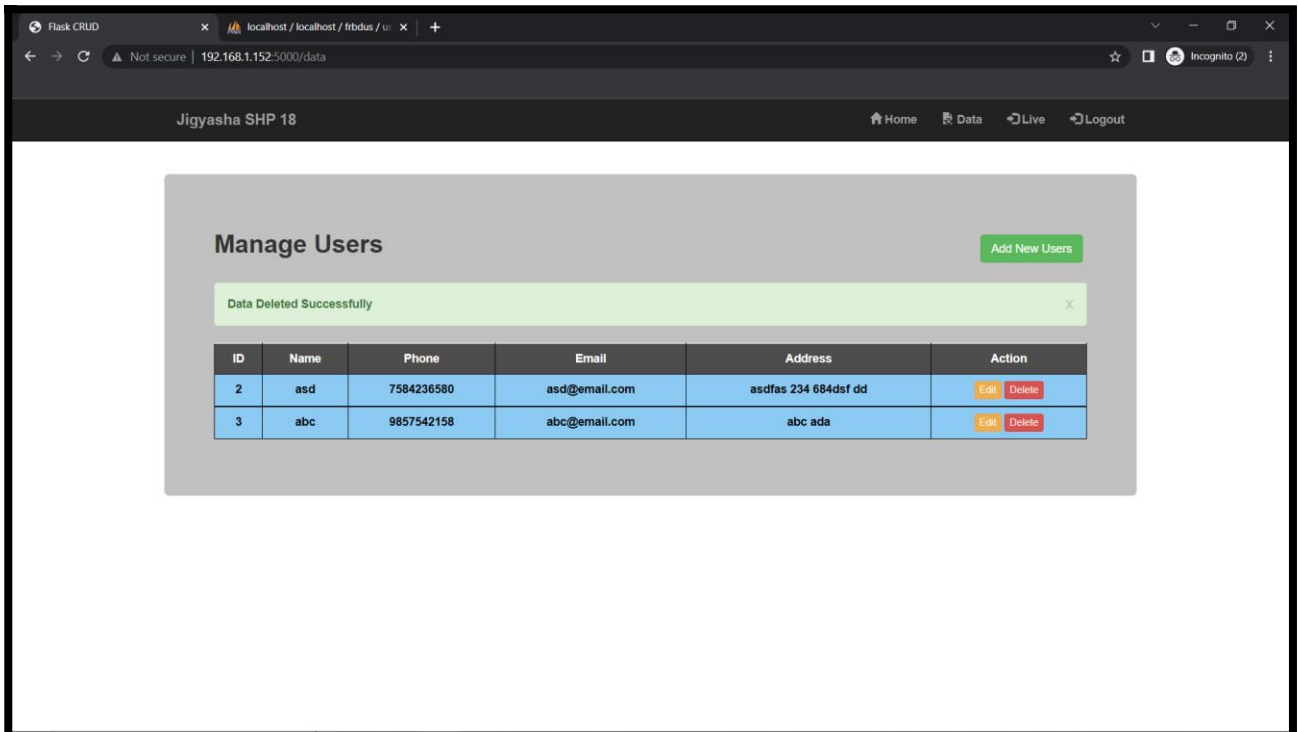 Flask CRUD x localhost / localhost / frbdus / us x +
Not secure | 192.168.1.152:5000/data Incognito (2)
Jigyasha SHP 18 Home Data Live Logout
Manage Users Add New Users
Data Deleted Successfully x
ID Name Phone Email Address Action
2 asd 7584236580 asd@email.com asdfas 234 684dsf dd Edit Delete
3 abc 9857542158 abc@email.com abc ada Edit Delete